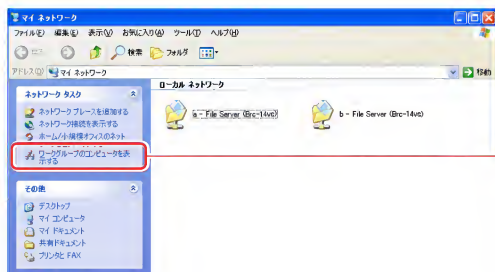 マイ ネットワーク
ファイル(F) 編集(E) 表示(V) お気に入り(A) ツール(T) ヘルプ(H)
検索 フォルダ
アドレス(D) マイ ネットワーク 移動
ネットワーク タスク
ネットワーク プレースを追加する
ネットワーク接続を表示する
ホーム/小規模オフィスのネット
ワークグループのコンピュータを表
示する
その他
デスクトップ
マイ コンピュータ
マイ ドキュメント
共有ドキュメント
プリンタと FAX
ローカル ネットワーク
a - File Server (Brc-14vs)
b - File Server (Brc-14vs)